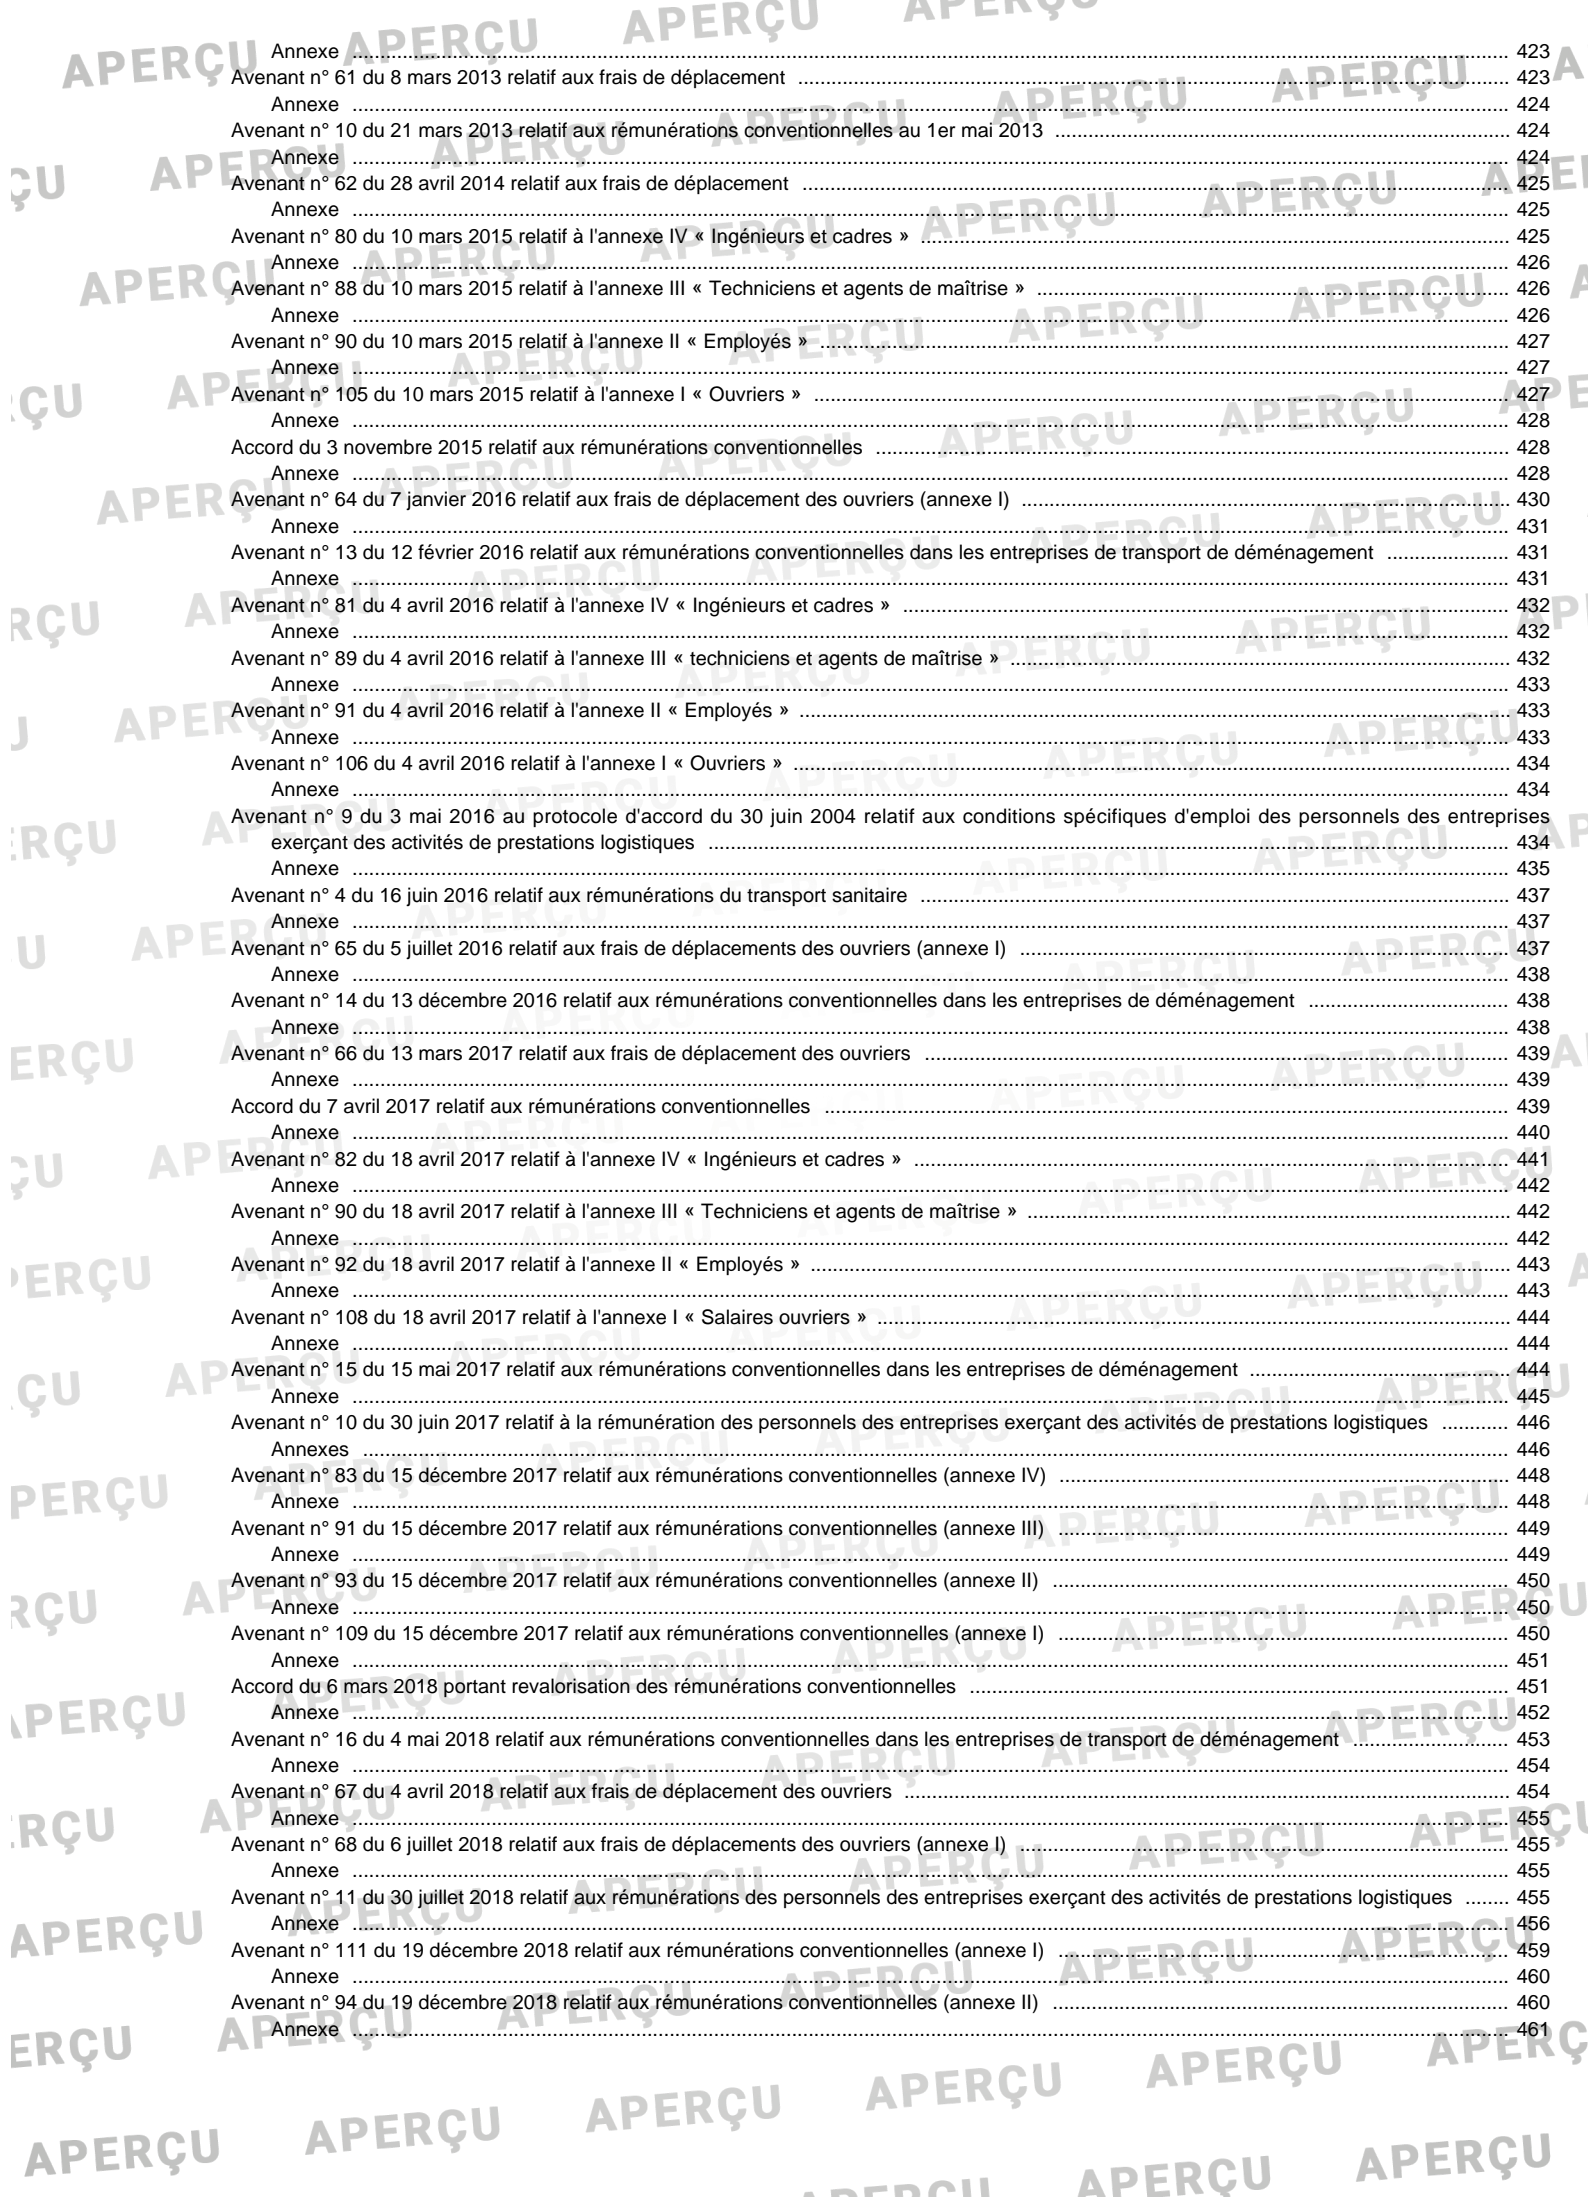 Annexe ........ 423
Avenant n° 61 du 8 mars 2013 relatif aux frais de déplacement ........ 423
Annexe ........ 424
Avenant n° 10 du 21 mars 2013 relatif aux rémunérations conventionnelles au 1er mai 2013 ........ 424
Annexe ........ 424
Avenant n° 62 du 28 avril 2014 relatif aux frais de déplacement ........ 425
Annexe ........ 425
Avenant n° 80 du 10 mars 2015 relatif à l'annexe IV « Ingénieurs et cadres » ........ 425
Annexe ........ 426
Avenant n° 88 du 10 mars 2015 relatif à l'annexe III « Techniciens et agents de maîtrise » ........ 426
Annexe ........ 426
Avenant n° 90 du 10 mars 2015 relatif à l'annexe II « Employés » ........ 427
Annexe ........ 427
Avenant n° 105 du 10 mars 2015 relatif à l'annexe I « Ouvriers » ........ 427
Annexe ........ 428
Accord du 3 novembre 2015 relatif aux rémunérations conventionnelles ........ 428
Annexe ........ 428
Avenant n° 64 du 7 janvier 2016 relatif aux frais de déplacement des ouvriers (annexe I) ........ 430
Annexe ........ 431
Avenant n° 13 du 12 février 2016 relatif aux rémunérations conventionnelles dans les entreprises de transport de déménagement ........ 431
Annexe ........ 431
Avenant n° 81 du 4 avril 2016 relatif à l'annexe IV « Ingénieurs et cadres » ........ 432
Annexe ........ 432
Avenant n° 89 du 4 avril 2016 relatif à l'annexe III « techniciens et agents de maîtrise » ........ 432
Annexe ........ 433
Avenant n° 91 du 4 avril 2016 relatif à l'annexe II « Employés » ........ 433
Annexe ........ 433
Avenant n° 106 du 4 avril 2016 relatif à l'annexe I « Ouvriers » ........ 434
Annexe ........ 434
Avenant n° 9 du 3 mai 2016 au protocole d'accord du 30 juin 2004 relatif aux conditions spécifiques d'emploi des personnels des entreprises
exerçant des activités de prestations logistiques ........ 434
Annexe ........ 435
Avenant n° 4 du 16 juin 2016 relatif aux rémunérations du transport sanitaire ........ 437
Annexe ........ 437
Avenant n° 65 du 5 juillet 2016 relatif aux frais de déplacements des ouvriers (annexe I) ........ 437
Annexe ........ 438
Avenant n° 14 du 13 décembre 2016 relatif aux rémunérations conventionnelles dans les entreprises de déménagement ........ 438
Annexe ........ 438
Avenant n° 66 du 13 mars 2017 relatif aux frais de déplacement des ouvriers ........ 439
Annexe ........ 439
Accord du 7 avril 2017 relatif aux rémunérations conventionnelles ........ 439
Annexe ........ 440
Avenant n° 82 du 18 avril 2017 relatif à l'annexe IV « Ingénieurs et cadres » ........ 441
Annexe ........ 442
Avenant n° 90 du 18 avril 2017 relatif à l'annexe III « Techniciens et agents de maîtrise » ........ 442
Annexe ........ 442
Avenant n° 92 du 18 avril 2017 relatif à l'annexe II « Employés » ........ 443
Annexe ........ 443
Avenant n° 108 du 18 avril 2017 relatif à l'annexe I « Salaires ouvriers » ........ 444
Annexe ........ 444
Avenant n° 15 du 15 mai 2017 relatif aux rémunérations conventionnelles dans les entreprises de déménagement ........ 444
Annexe ........ 445
Avenant n° 10 du 30 juin 2017 relatif à la rémunération des personnels des entreprises exerçant des activités de prestations logistiques ........ 446
Annexes ........ 446
Avenant n° 83 du 15 décembre 2017 relatif aux rémunérations conventionnelles (annexe IV) ........ 448
Annexe ........ 448
Avenant n° 91 du 15 décembre 2017 relatif aux rémunérations conventionnelles (annexe III) ........ 449
Annexe ........ 449
Avenant n° 93 du 15 décembre 2017 relatif aux rémunérations conventionnelles (annexe II) ........ 450
Annexe ........ 450
Avenant n° 109 du 15 décembre 2017 relatif aux rémunérations conventionnelles (annexe I) ........ 450
Annexe ........ 451
Accord du 6 mars 2018 portant revalorisation des rémunérations conventionnelles ........ 451
Annexe ........ 452
Avenant n° 16 du 4 mai 2018 relatif aux rémunérations conventionnelles dans les entreprises de transport de déménagement ........ 453
Annexe ........ 454
Avenant n° 67 du 4 avril 2018 relatif aux frais de déplacement des ouvriers ........ 454
Annexe ........ 455
Avenant n° 68 du 6 juillet 2018 relatif aux frais de déplacements des ouvriers (annexe I) ........ 455
Annexe ........ 455
Avenant n° 11 du 30 juillet 2018 relatif aux rémunérations des personnels des entreprises exerçant des activités de prestations logistiques ........ 455
Annexe ........ 456
Avenant n° 111 du 19 décembre 2018 relatif aux rémunérations conventionnelles (annexe I) ........ 459
Annexe ........ 460
Avenant n° 94 du 19 décembre 2018 relatif aux rémunérations conventionnelles (annexe II) ........ 460
Annexe ........ 461
APERÇU